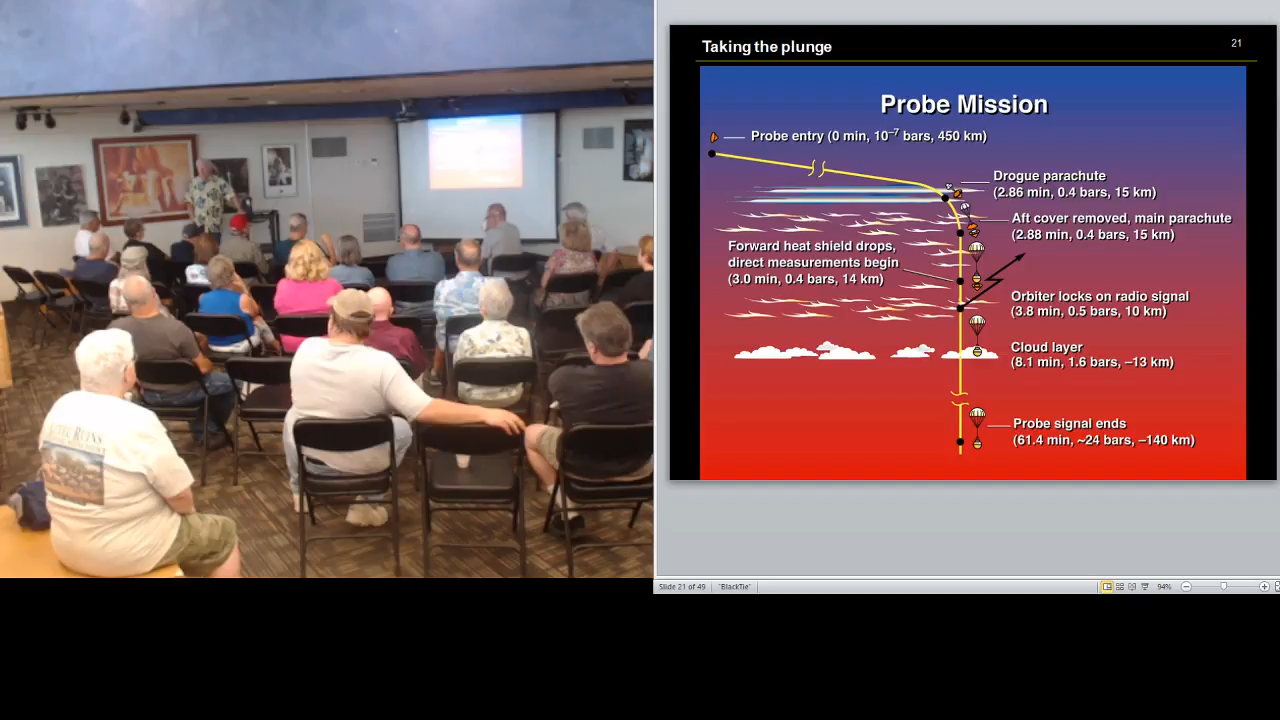 Taking the plunge
21
Probe Mission
Probe entry (0 min, 10⁻⁷ bars, 450 km)
Drogue parachute
(2.86 min, 0.4 bars, 15 km)
Aft cover removed, main parachute
(2.88 min, 0.4 bars, 15 km)
Forward heat shield drops,
direct measurements begin
(3.0 min, 0.4 bars, 14 km)
Orbiter locks on radio signal
(3.8 min, 0.5 bars, 10 km)
Cloud layer
(8.1 min, 1.6 bars, –13 km)
Probe signal ends
(61.4 min, ~24 bars, –140 km)
Slide 21 of 49
"BlackTie"
94%